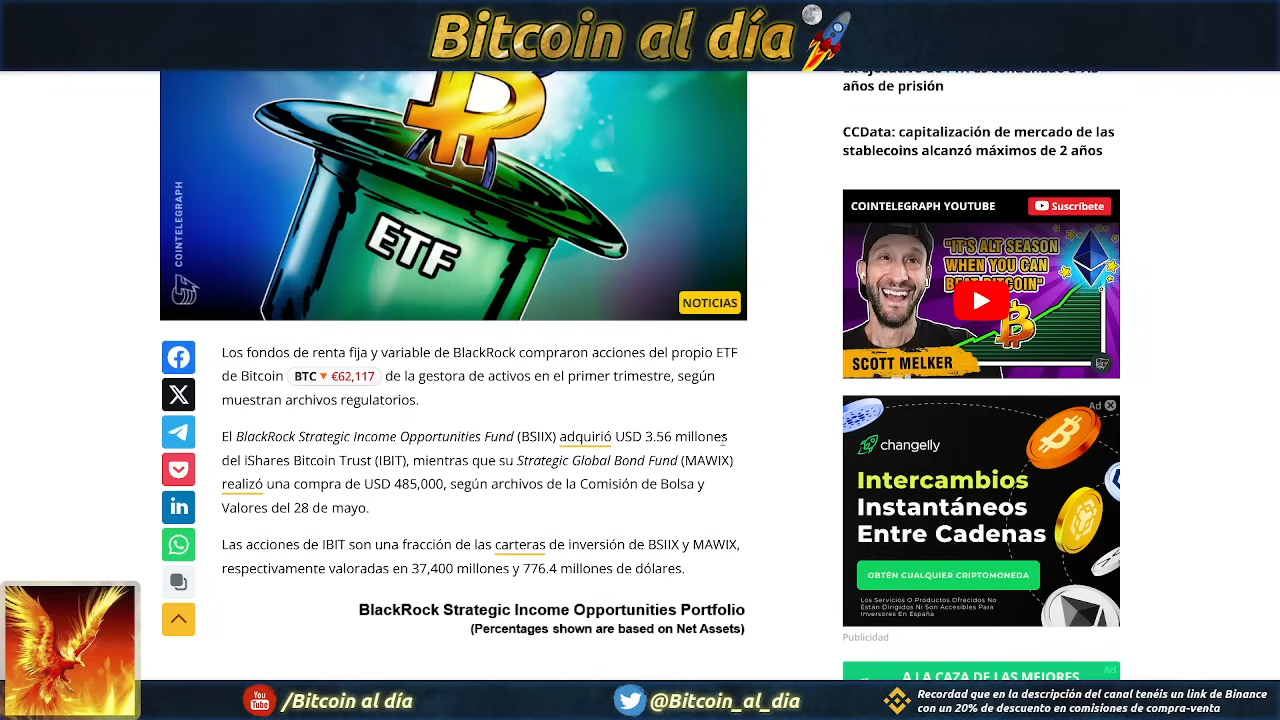 Bitcoin al día
años de prisión
CCData: capitalización de mercado de las
stablecoins alcanzó máximos de 2 años
COINTELEGRAPH YOUTUBE
Suscríbete
"IT'S ALT SEASON
WHEN YOU CAN
BEAT BITCOIN"
SCOTT MELKER
COINTELEGRAPH
ETF
NOTICIAS
Los fondos de renta fija y variable de BlackRock compraron acciones del propio ETF
de BTC ▼ €62,117 de la gestora de activos en el primer trimestre, según
muestran archivos regulatorios.
El BlackRock Strategic Income Opportunities Fund (BSIIX) adquirió USD 3.56 millones
del iShares Bitcoin Trust (IBIT), mientras que su Strategic Global Bond Fund (MAWIX)
realizó una compra de USD 485,000, según archivos de la Comisión de Bolsa y
Valores del 28 de mayo.
Las acciones de IBIT son una fracción de las carteras de inversión de BSIIX y MAWIX,
respectivamente valoradas en 37,400 millones y 776.4 millones de dólares.
BlackRock Strategic Income Opportunities Portfolio
(Percentages shown are based on Net Assets)
Ad
changelly
Intercambios
Instantáneos
Entre Cadenas
OBTÉN CUALQUIER CRIPTOMONEDA
Los Servicios O Productos Ofrecidos No
Están Dirigidos Ni Son Accesibles Para
Inversores En España
Publicidad
Ad
A LA CAZA DE LAS MEJORES
You Tube
/Bitcoin al día
@Bitcoin_al_dia
Recordad que en la descripción del canal tenéis un link de Binance
con un 20% de descuento en comisiones de compra-venta